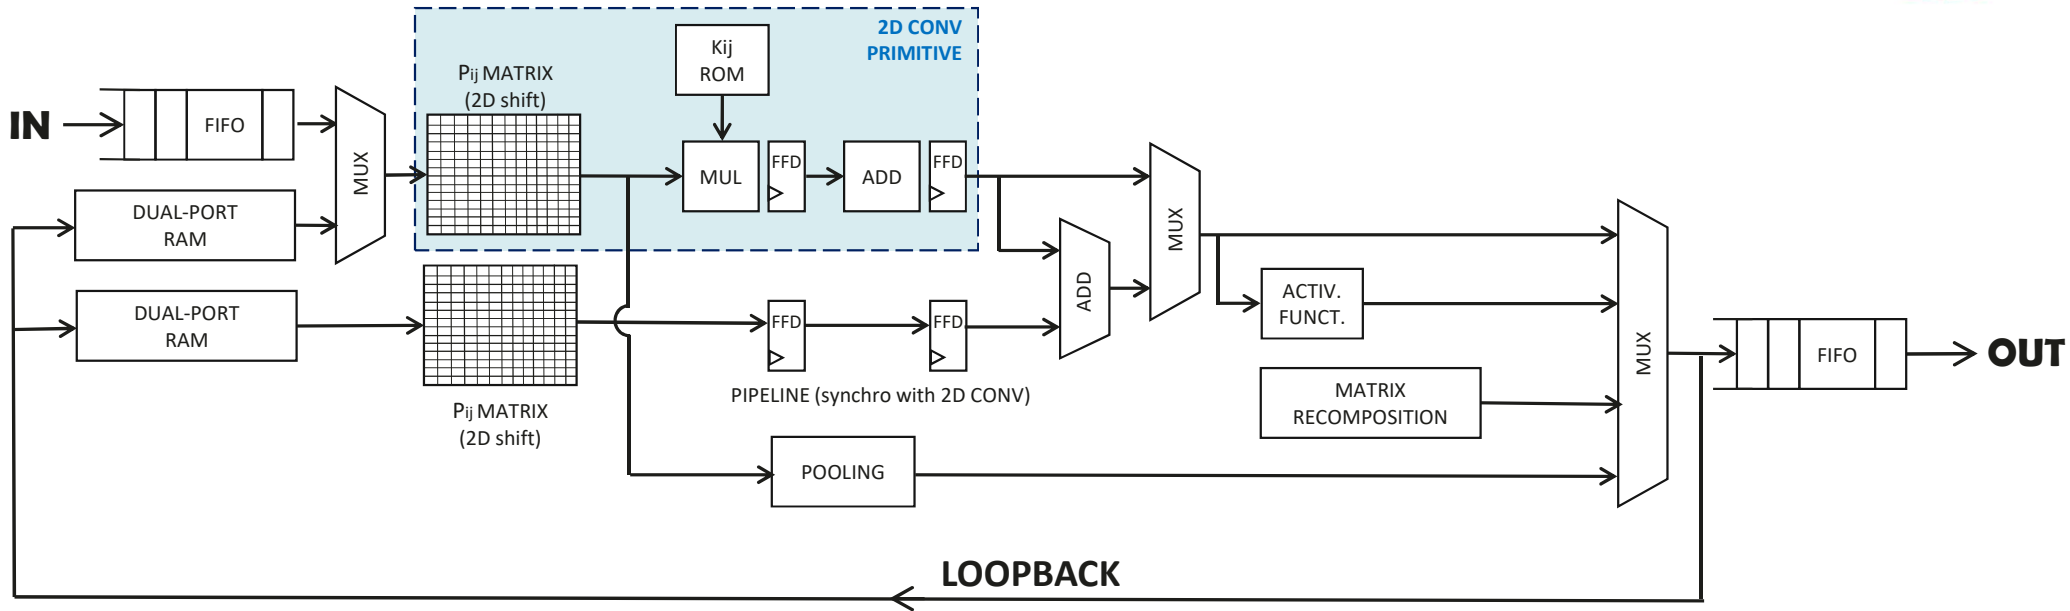 2D CONV
PRIMITIVE
Kij
ROM
Pij MATRIX
(2D shift)
IN
FIFO
MUX
MUL
FFD
ADD
FFD
DUAL-PORT
RAM
MUX
ADD
DUAL-PORT
RAM
FFD
FFD
ACTIV.
FUNCT.
MUX
FIFO
OUT
PIPELINE (synchro with 2D CONV)
MATRIX
RECOMPOSITION
Pij MATRIX
(2D shift)
POOLING
LOOPBACK